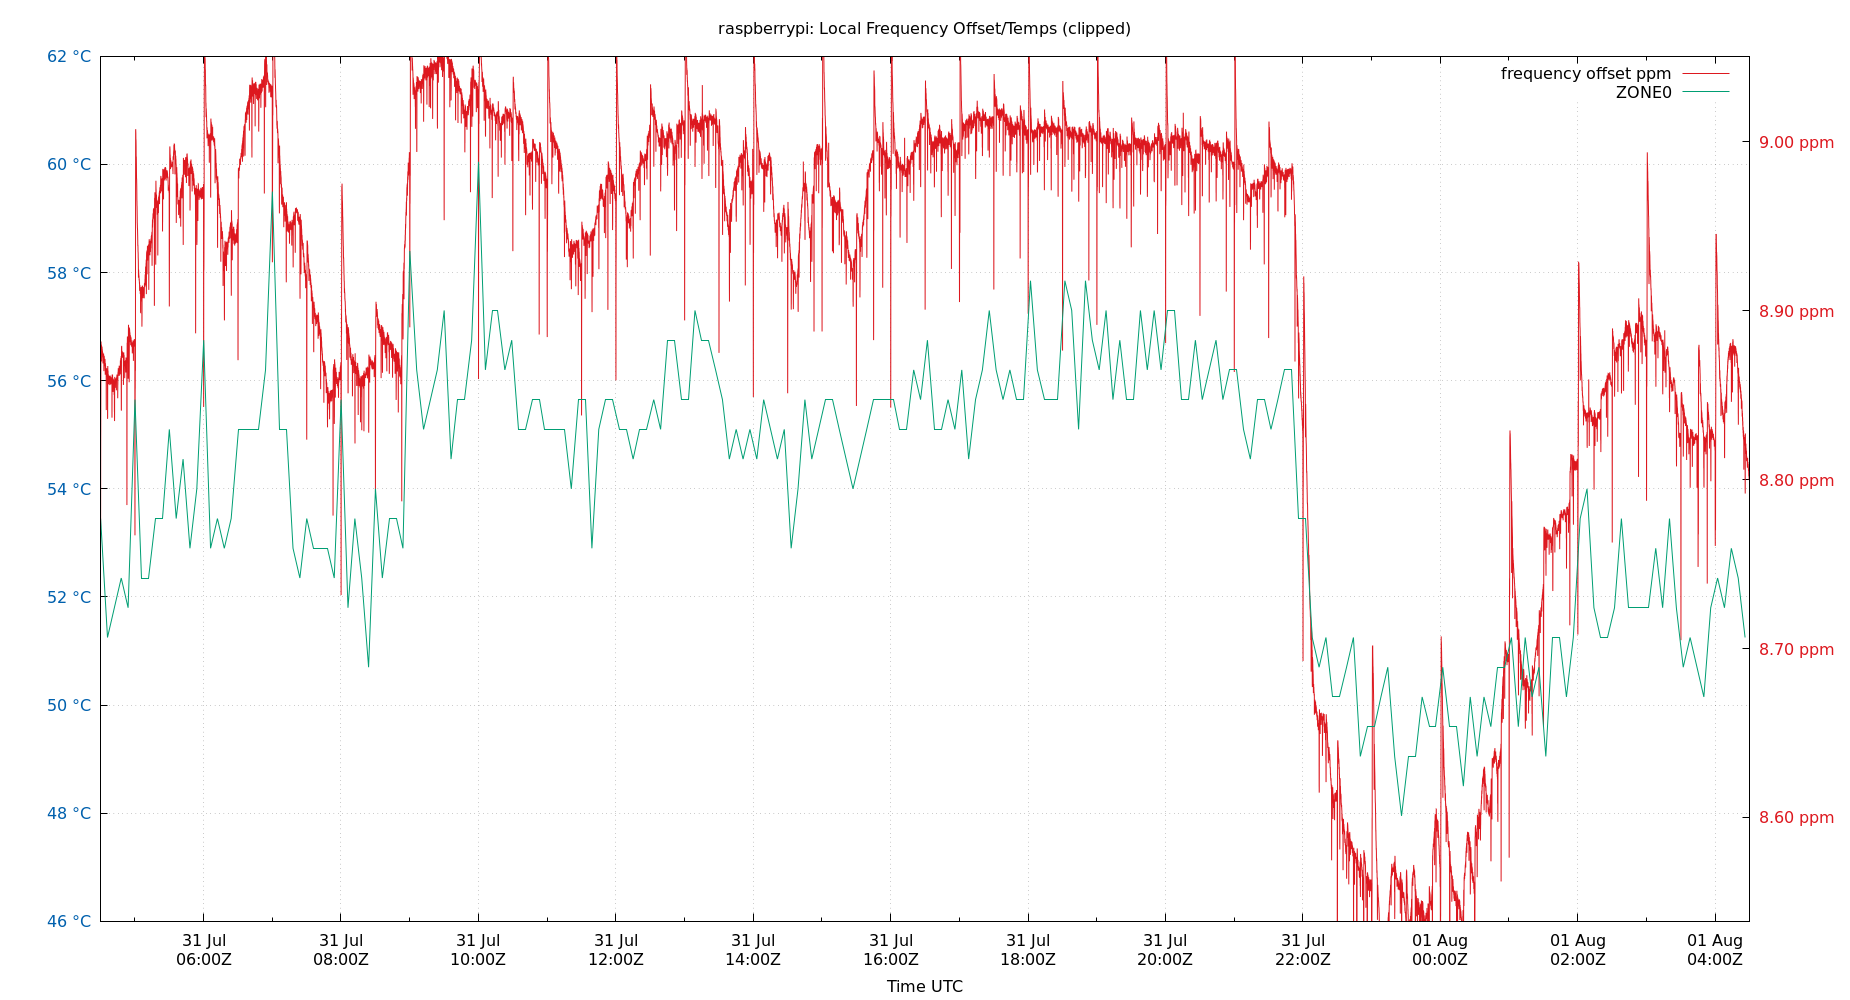 raspberrypi: Local Frequency Offset/Temps (clipped)
62 °C
60 °C
58 °C
56 °C
54 °C
52 °C
50 °C
48 °C
46 °C
frequency offset ppm
ZONE0
9.00 ppm
8.90 ppm
8.80 ppm
8.70 ppm
8.60 ppm
31 Jul
06:00Z
31 Jul
08:00Z
31 Jul
10:00Z
31 Jul
12:00Z
31 Jul
14:00Z
31 Jul
16:00Z
31 Jul
18:00Z
31 Jul
20:00Z
31 Jul
22:00Z
01 Aug
00:00Z
01 Aug
02:00Z
01 Aug
04:00Z
Time UTC